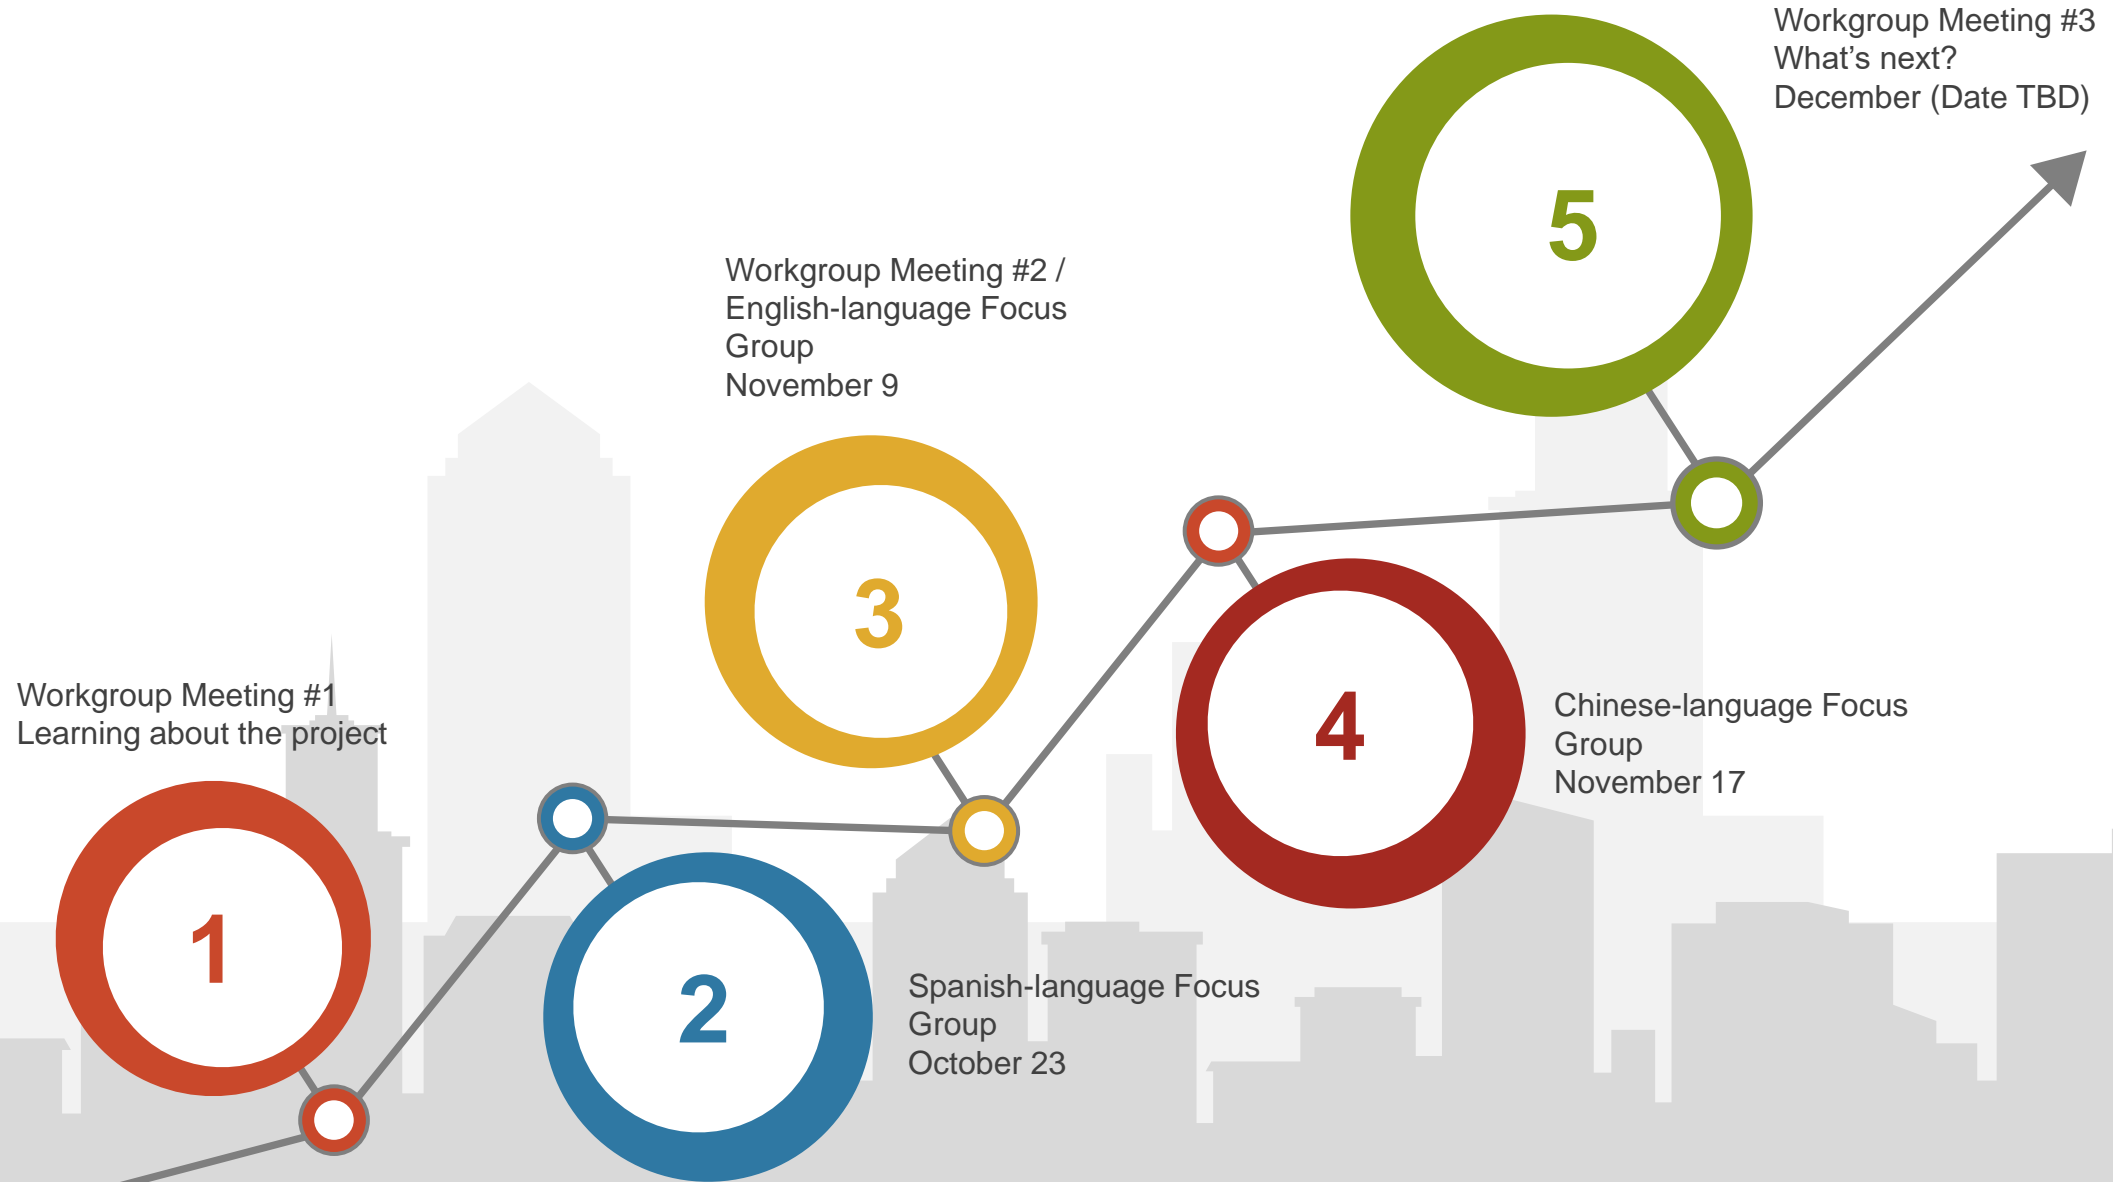 Workgroup Meeting #1
Learning about the project
1
2
Spanish-language Focus
Group
October 23
Workgroup Meeting #2 /
English-language Focus
Group
November 9
3
4
Chinese-language Focus
Group
November 17
5
Workgroup Meeting #3
What’s next?
December (Date TBD)